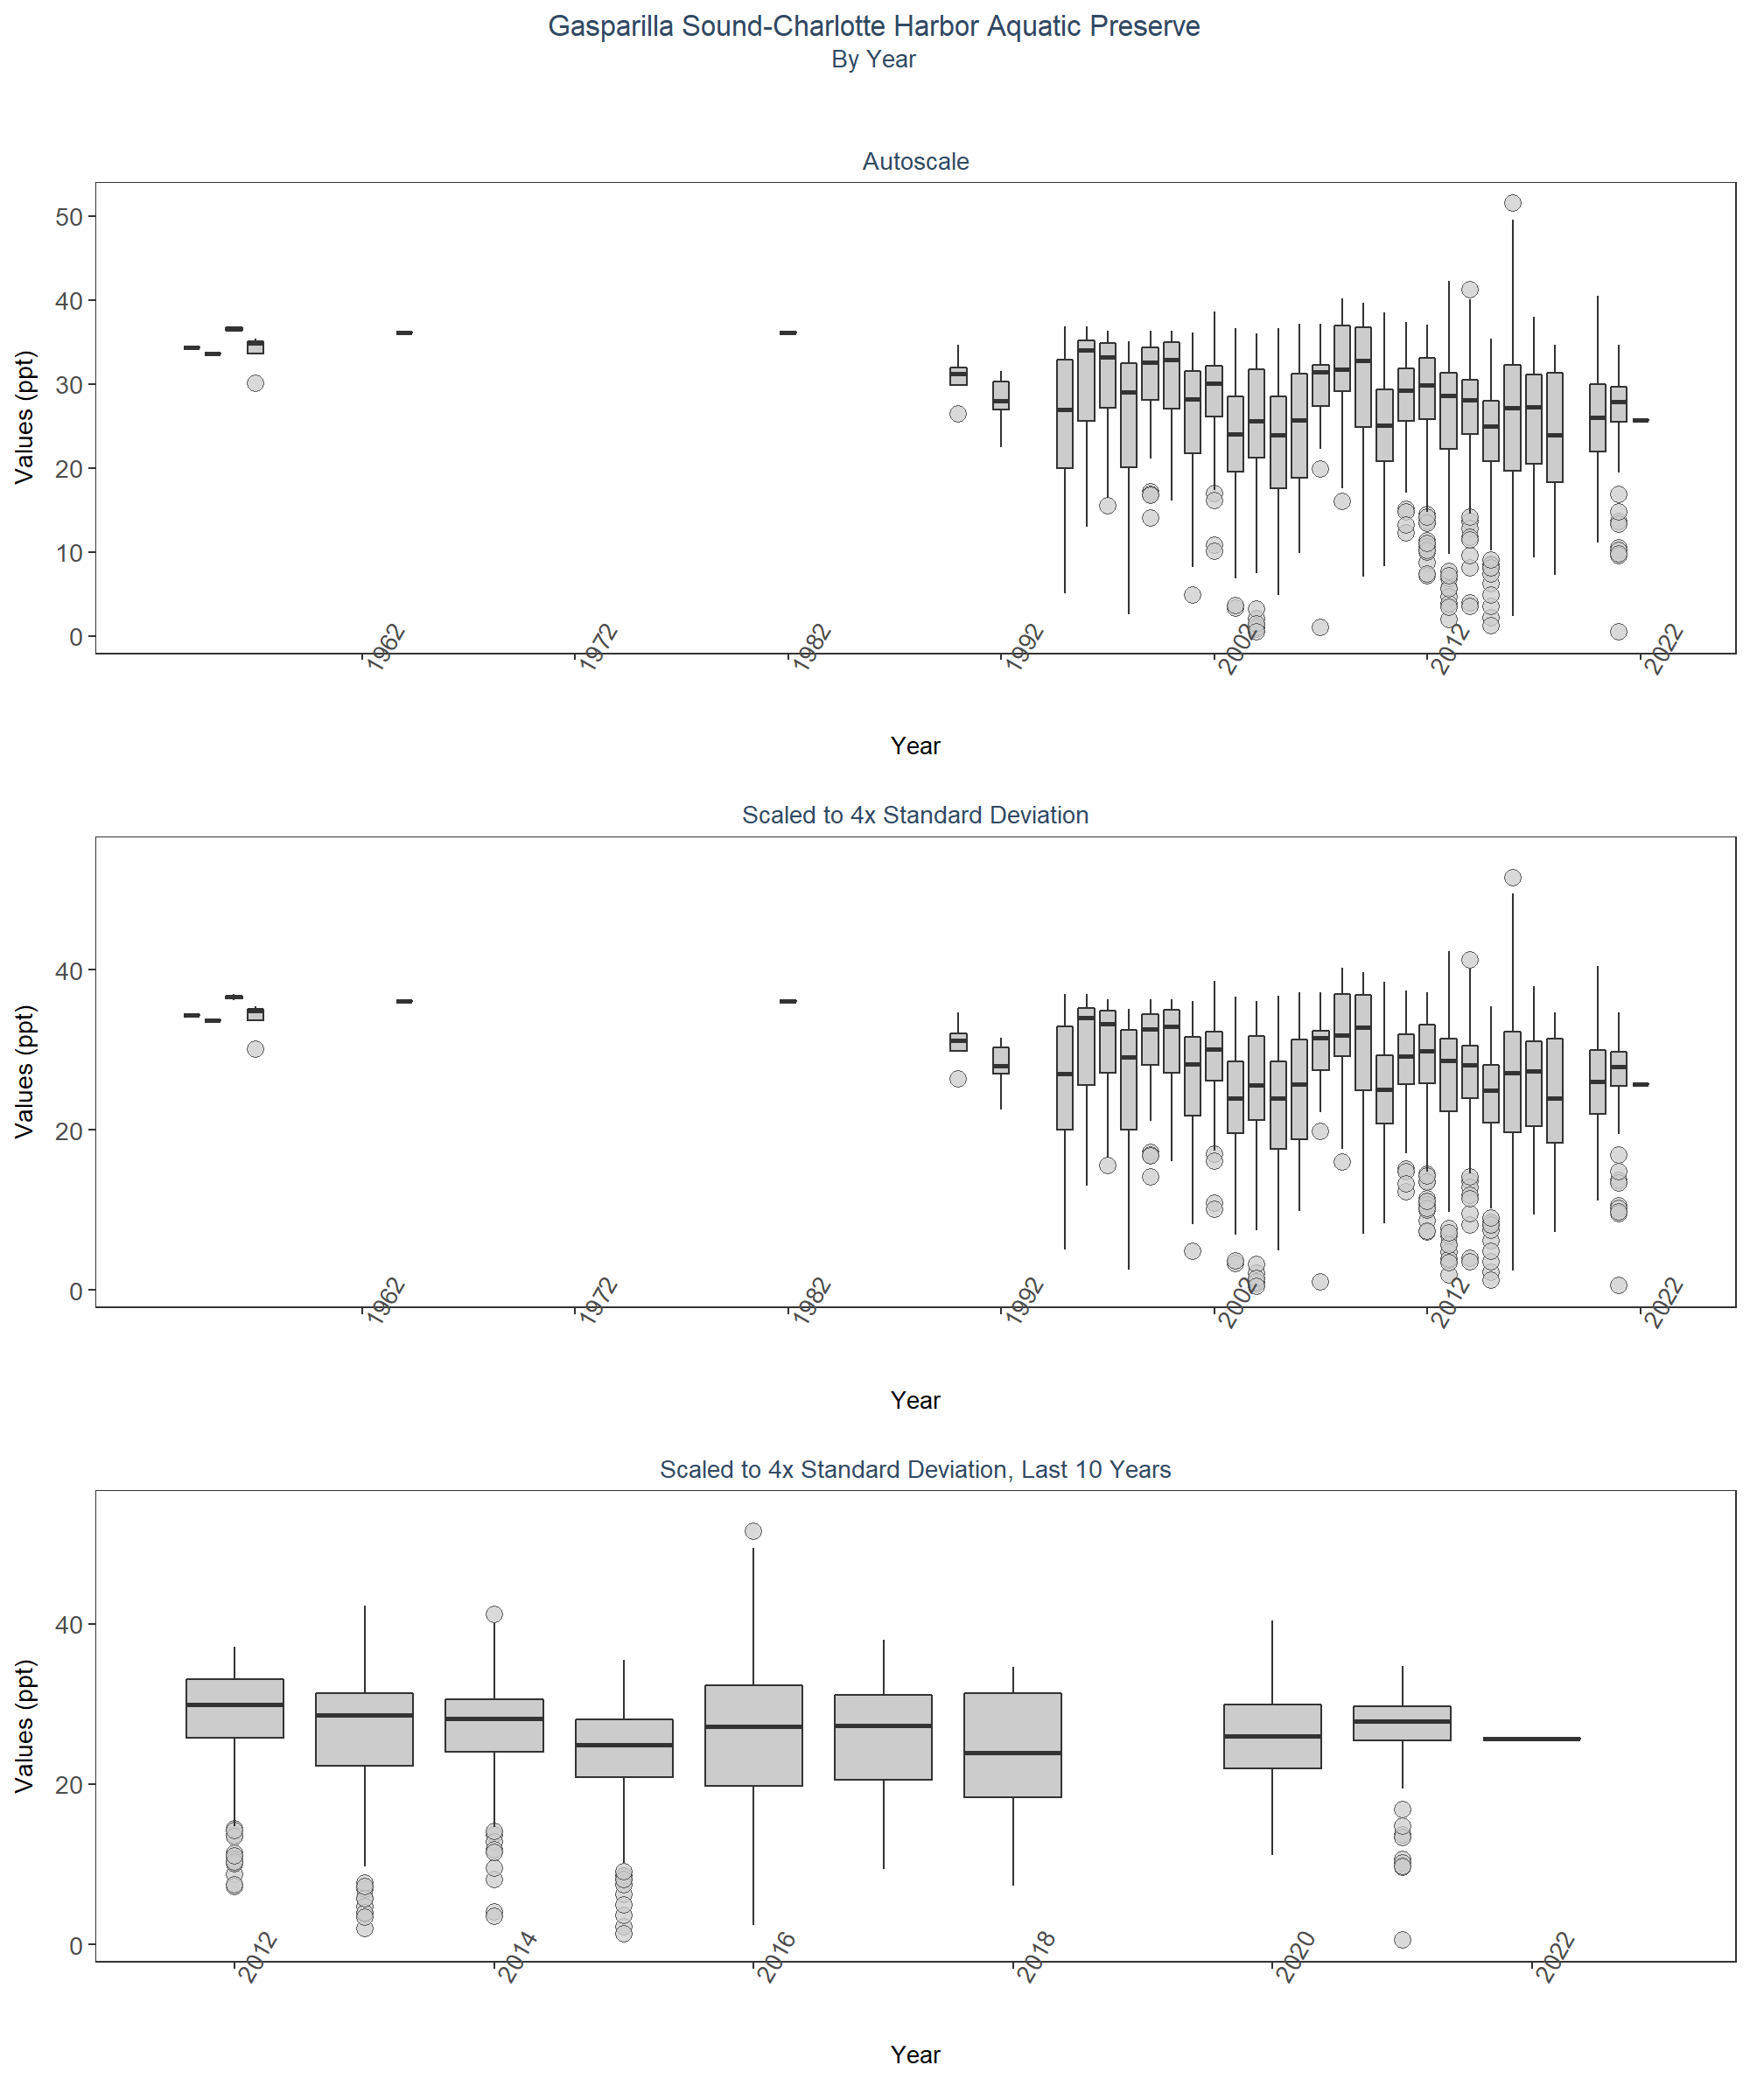 Gasparilla Sound-Charlotte Harbor Aquatic Preserve
By Year
Autoscale
Values (ppt)
50
40
30
20
10
0
1962
1972
1982
1992
2002
2012
2022
Year
Scaled to 4x Standard Deviation
Values (ppt)
40
20
0
1962
1972
1982
1992
2002
2012
2022
Year
Scaled to 4x Standard Deviation, Last 10 Years
Values (ppt)
40
20
0
2012
2014
2016
2018
2020
2022
Year